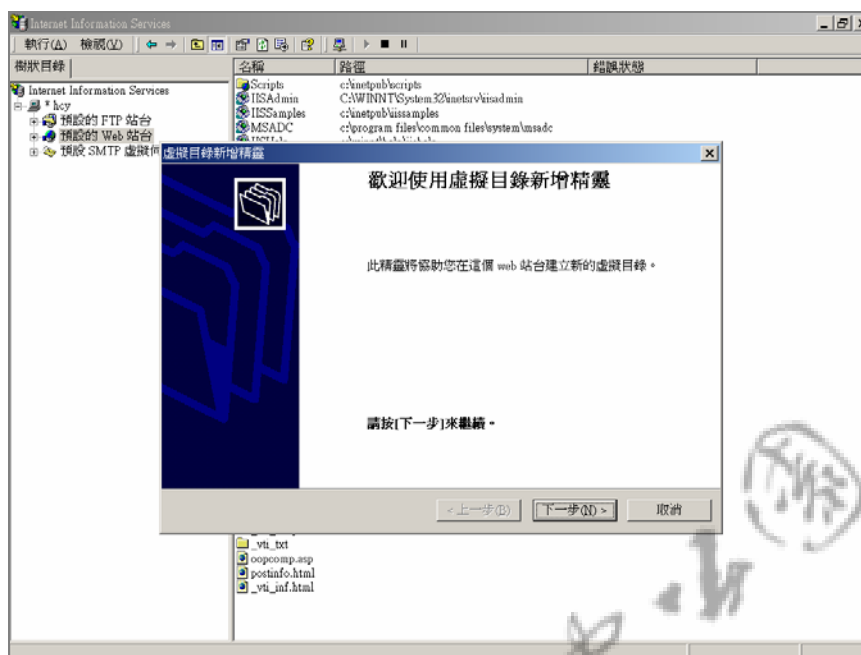 Internet Information Services
執行(A) 檢視(V)
樹狀目錄
名稱 路徑 錯誤狀態
Internet Information Services
* hcy
預設的 FTP 站台
預設的 Web 站台
預設 SMTP 虛擬伺
Scripts c:\inetpub\scripts
IISAdmin C:\WINNT\System32\inetsrv\iisadmin
IISSamples c:\inetpub\iissamples
MSADC c:\program files\common files\system\msadc
虛擬目錄新增精靈
歡迎使用虛擬目錄新增精靈
此精靈將協助您在這個 web 站台建立新的虛擬目錄。
請按[下一步]來繼續。
<上一步(B) 下一步(N)> 取消
_vti_txt
oopcomp.asp
postinfo.html
_vti_inf.html